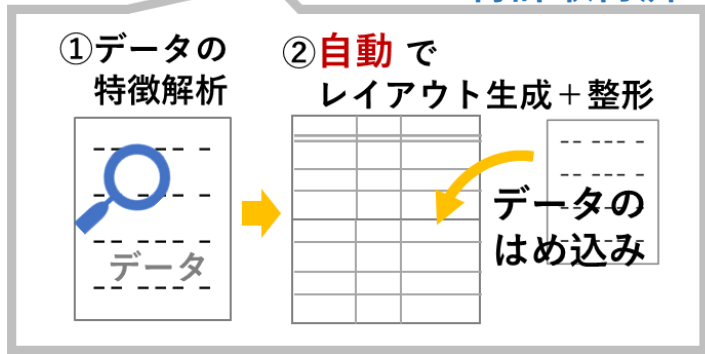 ①データの
特徴解析
②自動 で
レイアウト生成＋整形
データ
データの
はめ込み